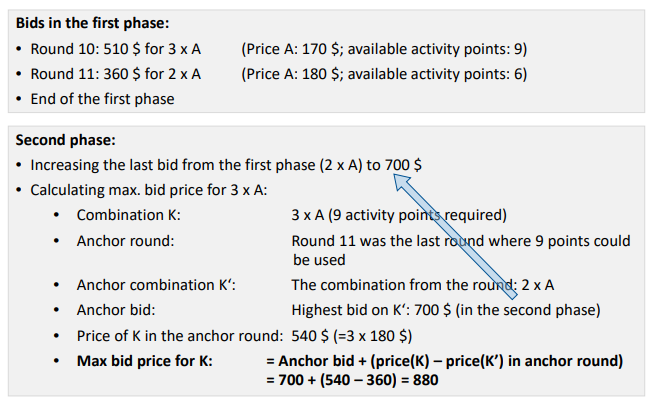 Bids in the first phase:
• Round 10: 510 $ for 3 x A (Price A: 170 $; available activity points: 9)
• Round 11: 360 $ for 2 x A (Price A: 180 $; available activity points: 6)
• End of the first phase
Second phase:
• Increasing the last bid from the first phase (2 x A) to 700 $
• Calculating max. bid price for 3 x A:
• Combination K: 3 x A (9 activity points required)
• Anchor round: Round 11 was the last round where 9 points could
be used
• Anchor combination K‘: The combination from the round: 2 x A
• Anchor bid: Highest bid on K‘: 700 $ (in the second phase)
• Price of K in the anchor round: 540 $ (=3 x 180 $)
• Max bid price for K: = Anchor bid + (price(K) – price(K’) in anchor round)
= 700 + (540 – 360) = 880